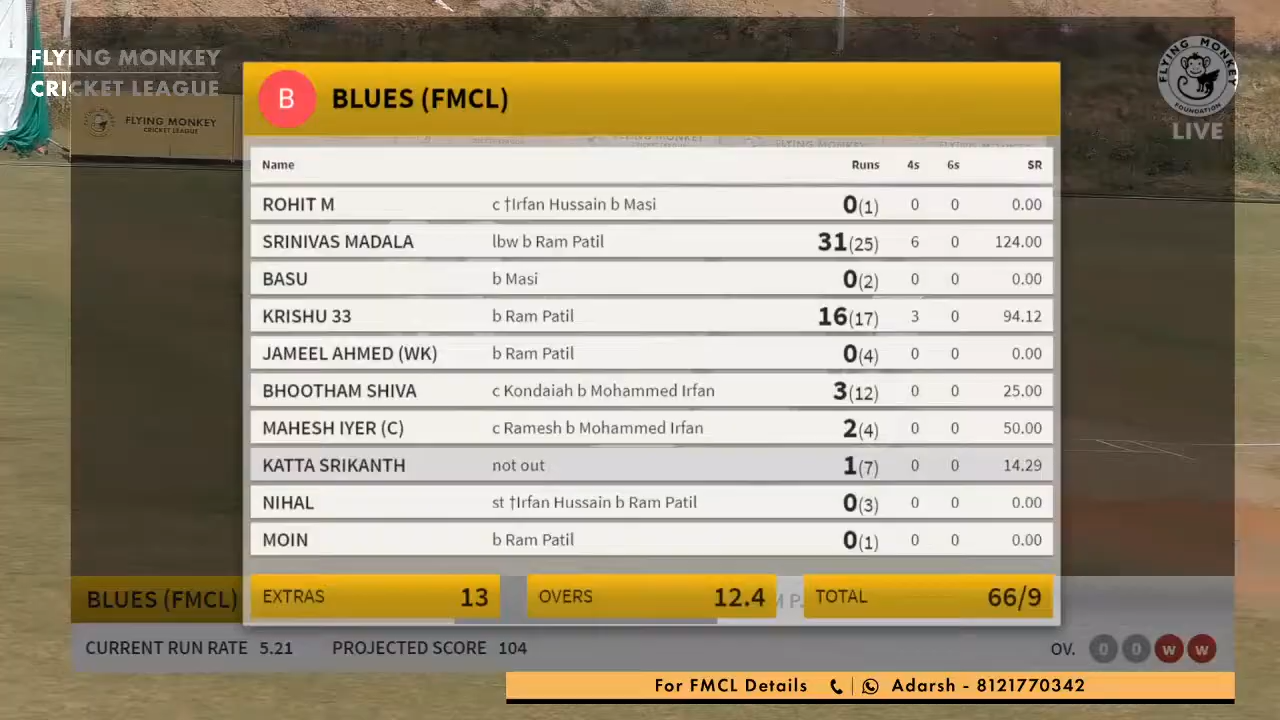 FLYING MONKEY
CRICKET LEAGUE
FLYING MONKEY
CRICKET LEAGUE
FLYING MONKEY
FOUNDATION
LIVE
B BLUES (FMCL)
Name Runs 4s 6s SR
ROHIT M c †Irfan Hussain b Masi 0(1) 0 0 0.00
SRINIVAS MADALA lbw b Ram Patil 31(25) 6 0 124.00
BASU b Masi 0(2) 0 0 0.00
KRISHU 33 b Ram Patil 16(17) 3 0 94.12
JAMEEL AHMED (WK) b Ram Patil 0(4) 0 0 0.00
BHOOTHAM SHIVA c Kondaiah b Mohammed Irfan 3(12) 0 0 25.00
MAHESH IYER (C) c Ramesh b Mohammed Irfan 2(4) 0 0 50.00
KATTA SRIKANTH not out 1(7) 0 0 14.29
NIHAL st †Irfan Hussain b Ram Patil 0(3) 0 0 0.00
MOIN b Ram Patil 0(1) 0 0 0.00
EXTRAS 13 OVERS 12.4 TOTAL 66/9
BLUES (FMCL)
CURRENT RUN RATE 5.21 PROJECTED SCORE 104 OV. 0 0 W W
For FMCL Details Adarsh - 8121770342